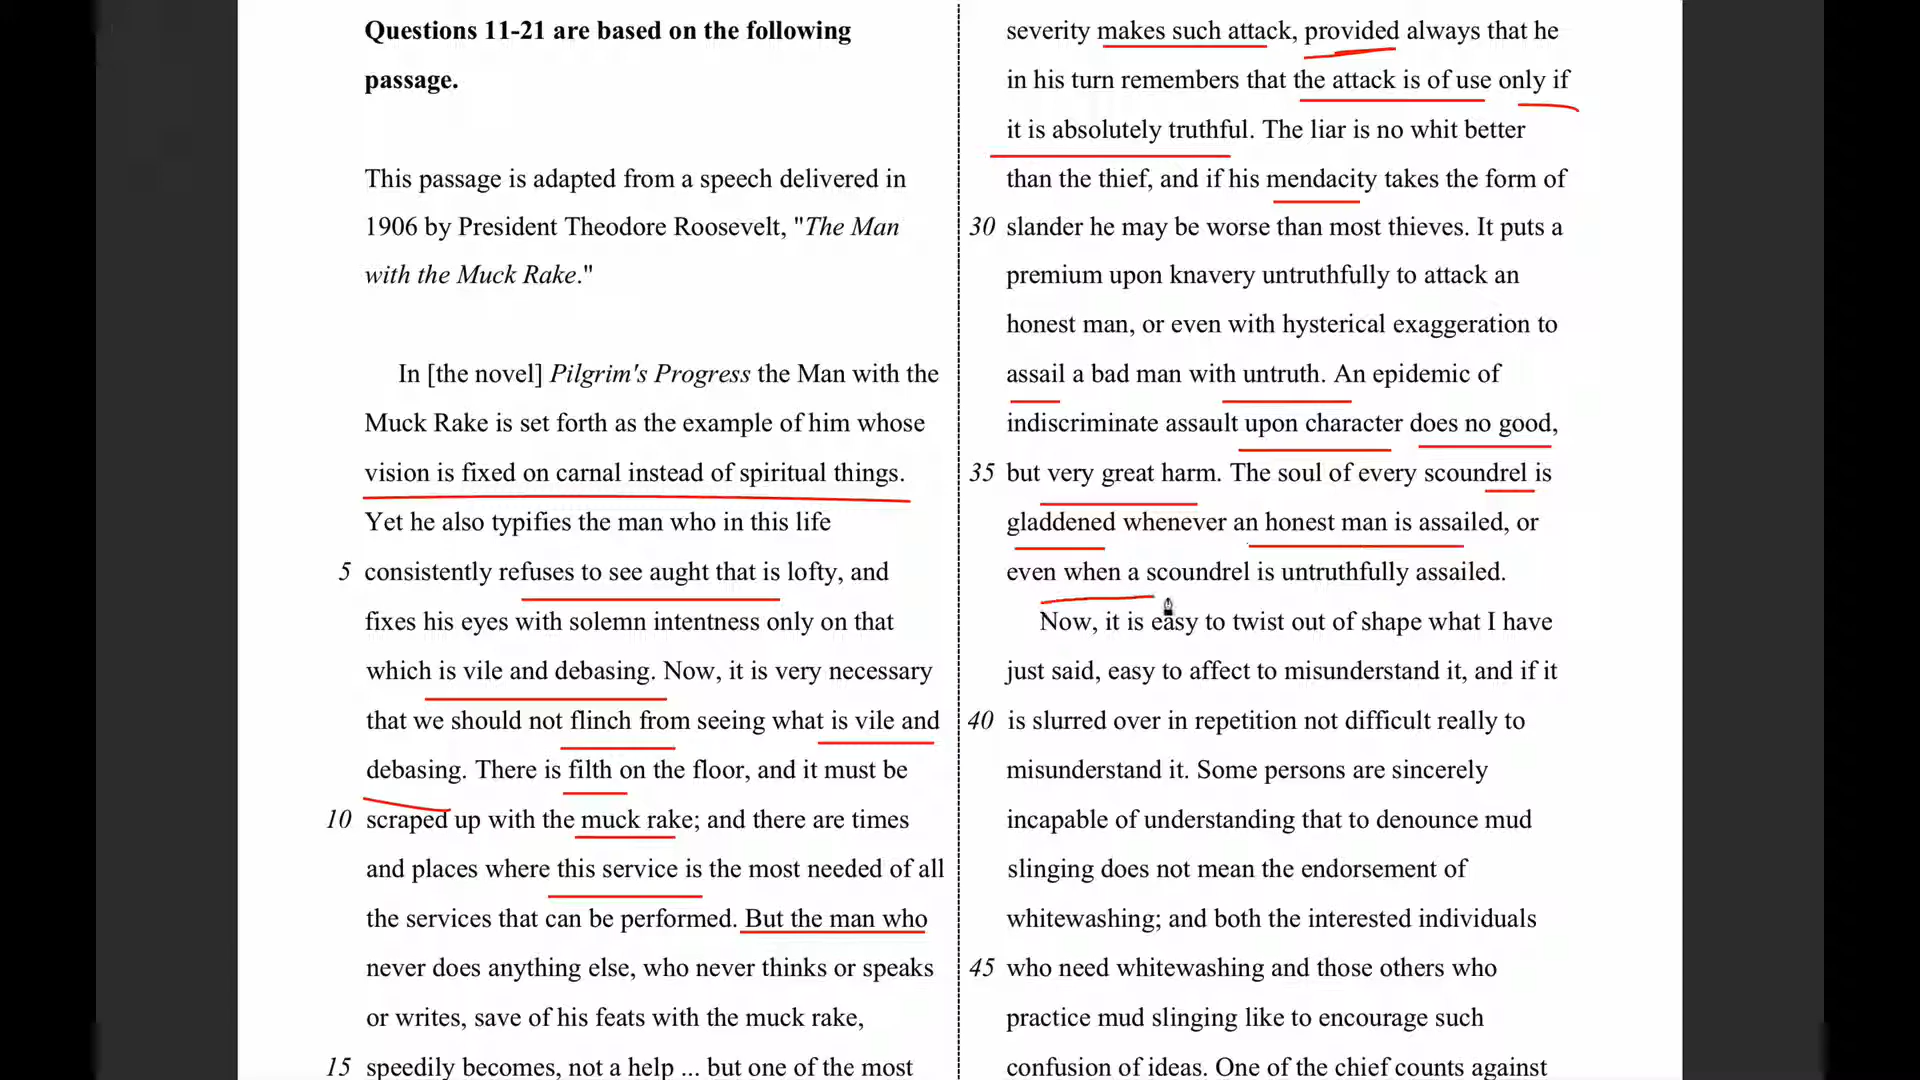 Questions 11-21 are based on the following
passage.
This passage is adapted from a speech delivered in
1906 by President Theodore Roosevelt, "The Man
with the Muck Rake."
In [the novel] Pilgrim's Progress the Man with the
Muck Rake is set forth as the example of him whose
vision is fixed on carnal instead of spiritual things.
Yet he also typifies the man who in this life
5 consistently refuses to see aught that is lofty, and
fixes his eyes with solemn intentness only on that
which is vile and debasing. Now, it is very necessary
that we should not flinch from seeing what is vile and
debasing. There is filth on the floor, and it must be
10 scraped up with the muck rake; and there are times
and places where this service is the most needed of all
the services that can be performed. But the man who
never does anything else, who never thinks or speaks
or writes, save of his feats with the muck rake,
15 speedily becomes, not a help ... but one of the most
severity makes such attack, provided always that he
in his turn remembers that the attack is of use only if
it is absolutely truthful. The liar is no whit better
than the thief, and if his mendacity takes the form of
30 slander he may be worse than most thieves. It puts a
premium upon knavery untruthfully to attack an
honest man, or even with hysterical exaggeration to
assail a bad man with untruth. An epidemic of
indiscriminate assault upon character does no good,
35 but very great harm. The soul of every scoundrel is
gladdened whenever an honest man is assailed, or
even when a scoundrel is untruthfully assailed.
Now, it is easy to twist out of shape what I have
just said, easy to affect to misunderstand it, and if it
40 is slurred over in repetition not difficult really to
misunderstand it. Some persons are sincerely
incapable of understanding that to denounce mud
slinging does not mean the endorsement of
whitewashing; and both the interested individuals
45 who need whitewashing and those others who
practice mud slinging like to encourage such
confusion of ideas. One of the chief counts against